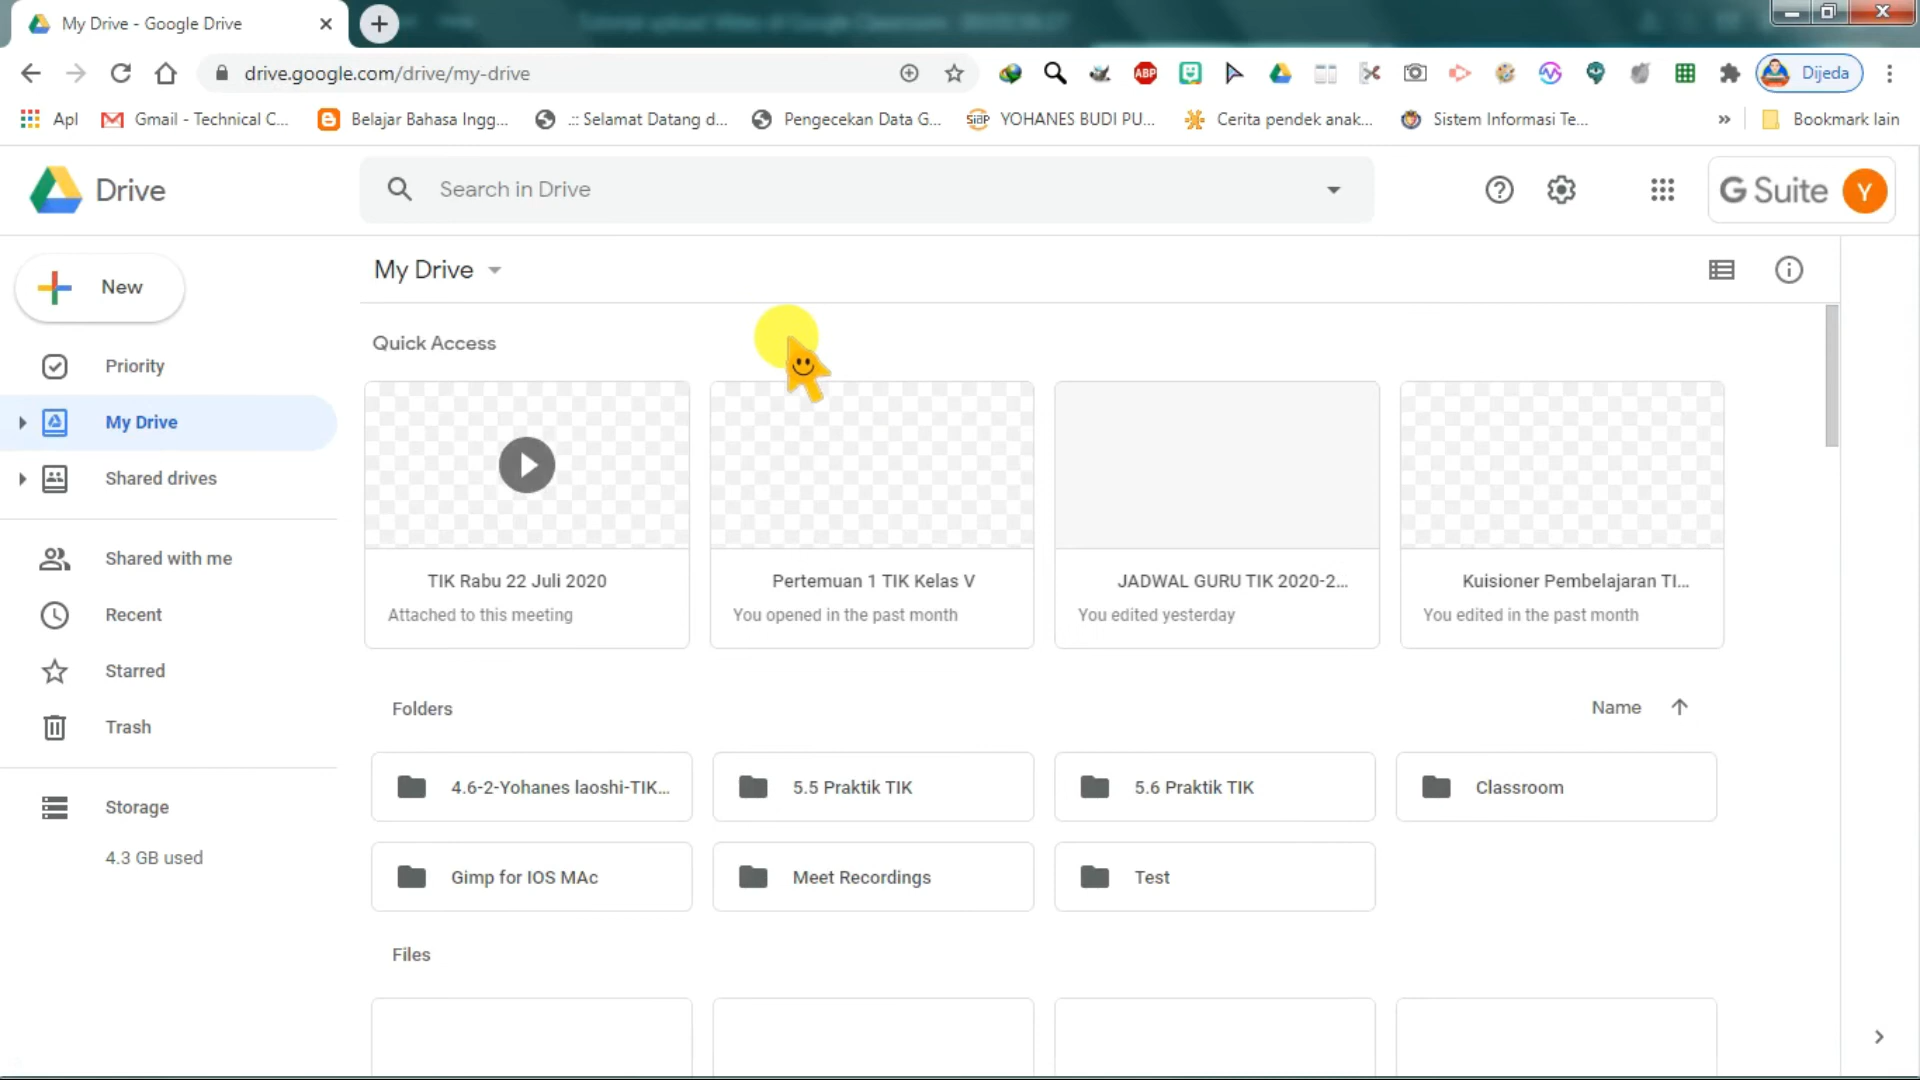 My Drive - Google Drive
drive.google.com/drive/my-drive
ABP
Dijeda
Apl
Gmail - Technical C...
Belajar Bahasa Ingg...
.:: Selamat Datang d...
Pengecekan Data G...
SIAP
YOHANES BUDI PU...
Cerita pendek anak...
Sistem Informasi Te...
»
Bookmark lain
Drive
Search in Drive
G Suite
Y
New
My Drive
Priority
My Drive
Shared drives
Shared with me
Recent
Starred
Trash
Storage
4.3 GB used
Quick Access
TIK Rabu 22 Juli 2020
Attached to this meeting
Pertemuan 1 TIK Kelas V
You opened in the past month
JADWAL GURU TIK 2020-2...
You edited yesterday
Kuisioner Pembelajaran TI...
You edited in the past month
Folders
Name
4.6-2-Yohanes laoshi-TIK...
5.5 Praktik TIK
5.6 Praktik TIK
Classroom
Gimp for IOS MAc
Meet Recordings
Test
Files